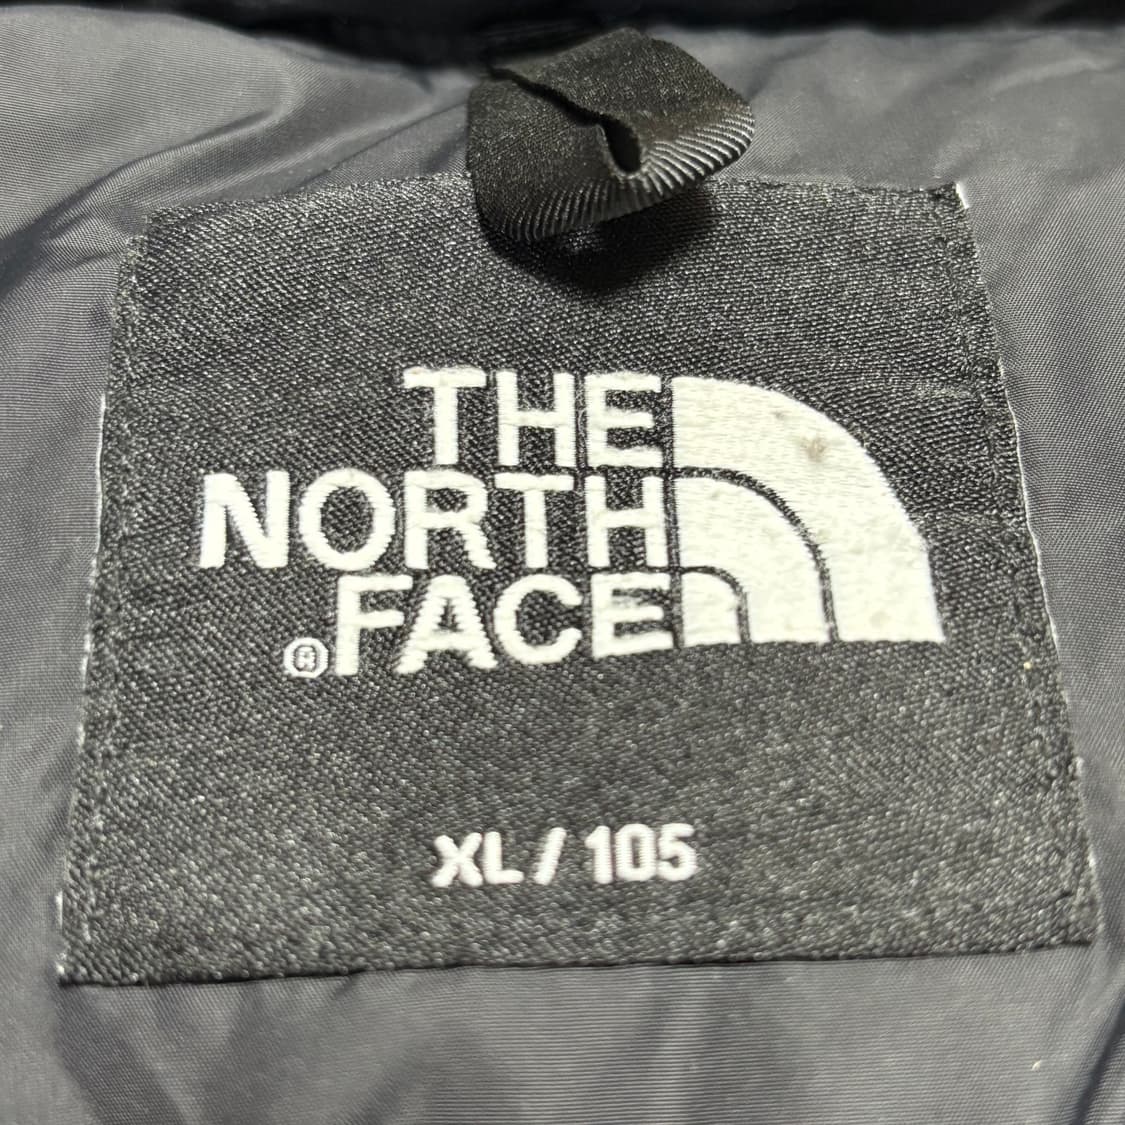 THE
NORTH
FACE
®
XL / 105